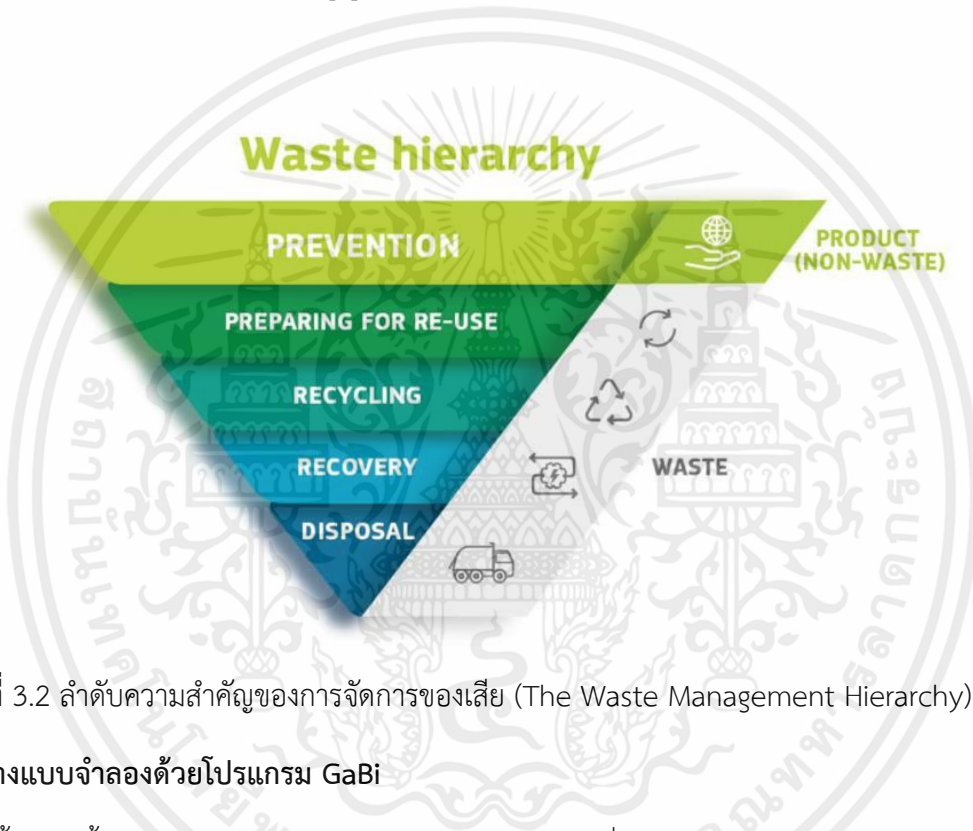 Waste hierarchy
PREVENTION
PRODUCT
(NON-WASTE)
PREPARING FOR RE-USE
RECYCLING
RECOVERY
WASTE
DISPOSAL
ที่ 3.2 ลำดับความสำคัญของการจัดการของเสีย (The Waste Management Hierarchy)
างแบบจำลองด้วยโปรแกรม GaBi